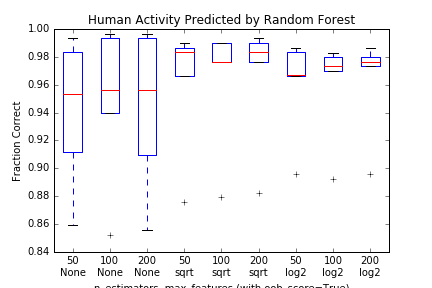 Human Activity Predicted by Random Forest
Fraction Correct
1.00
0.98
0.96
0.94
0.92
0.90
0.88
0.86
0.84
50 100 200 50 100 200 50 100 200
None None None sqrt sqrt sqrt log2 log2 log2
n_estimators, max_features (with oob_score=True)